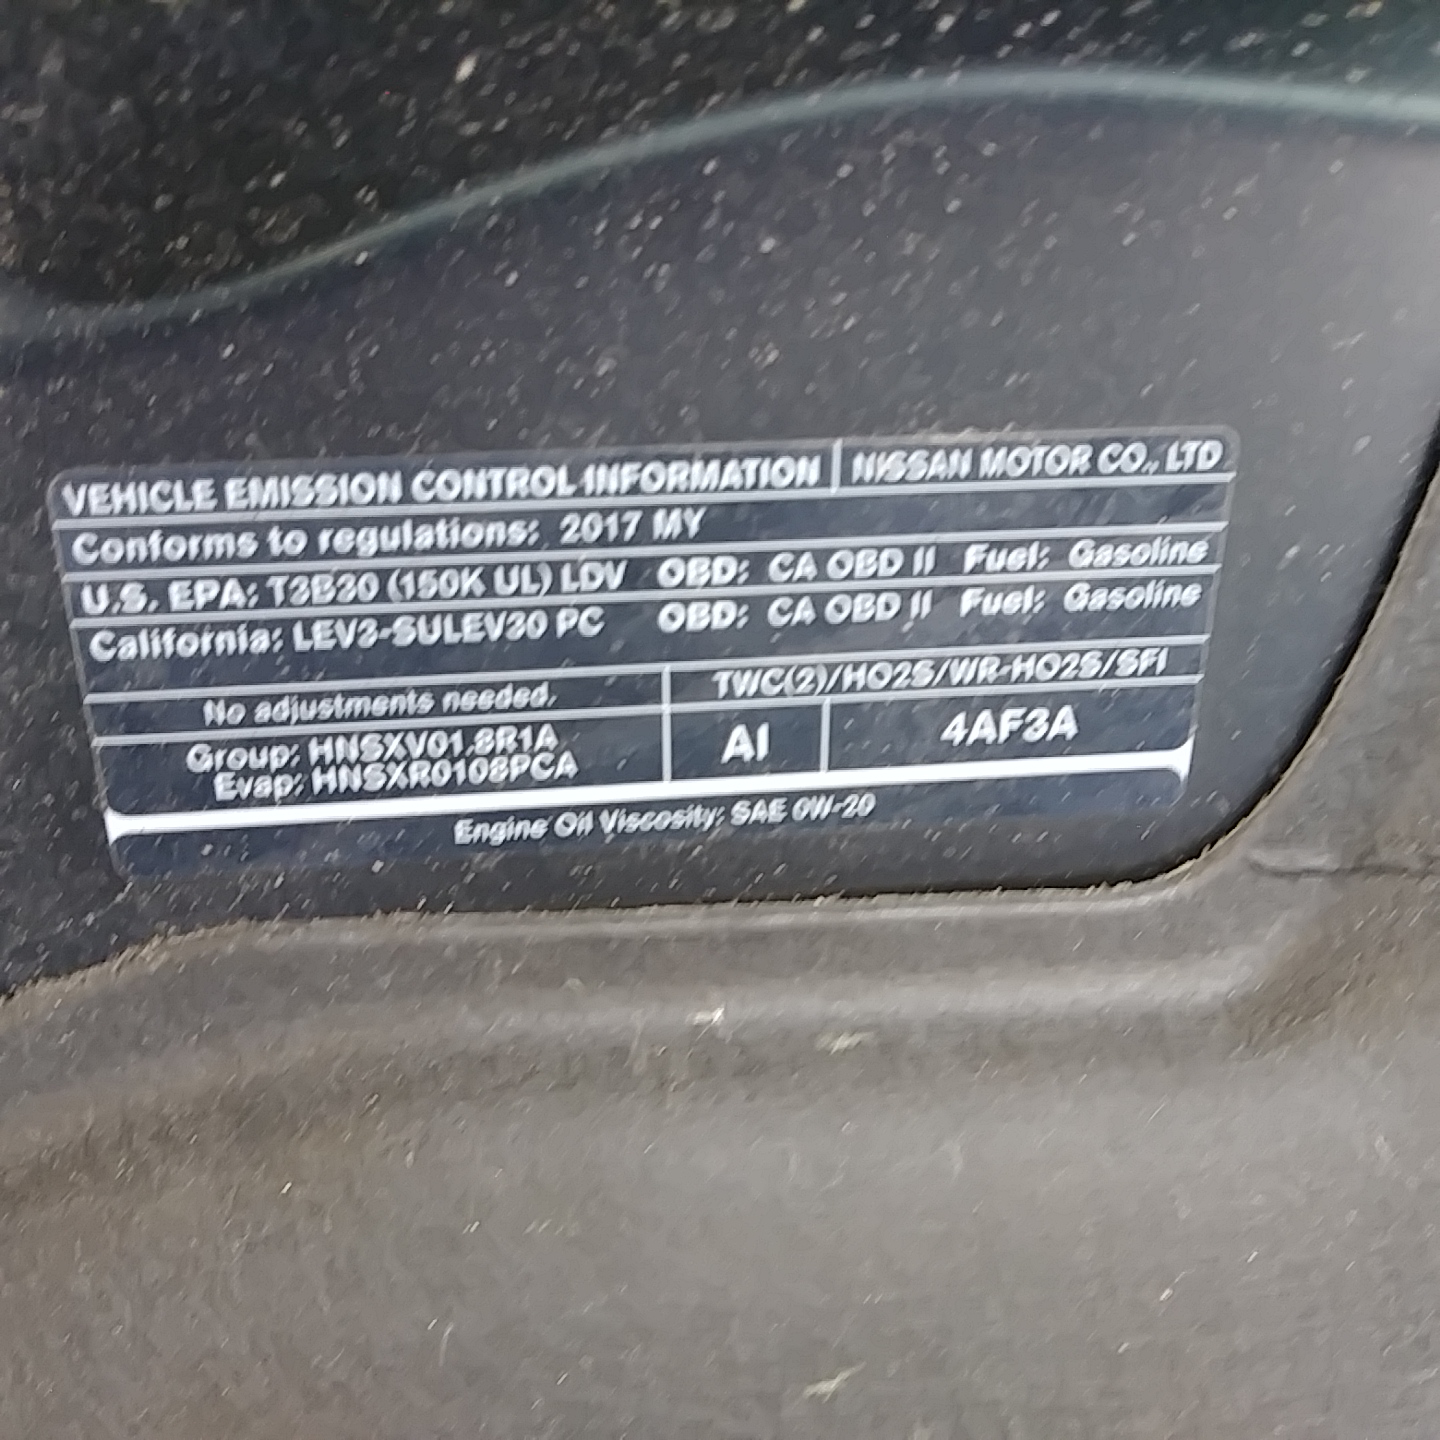 VEHICLE EMISSION CONTROL INFORMATION NISSAN MOTOR CO., LTD
Conforms to regulations: 2017 MY
U.S. EPA: T3B30 (150K UL) LDV OBD: CA OBD II Fuel: Gasoline
California: LEV3-SULEV30 PC OBD: CA OBD II Fuel: Gasoline
No adjustments needed. TWC(2)/HO2S/WR-HO2S/SFI
Group: HNSXV01.8R1A
Evap: HNSXR0108PCA
AI 4AF3A
Engine Oil Viscosity: SAE 0W-20